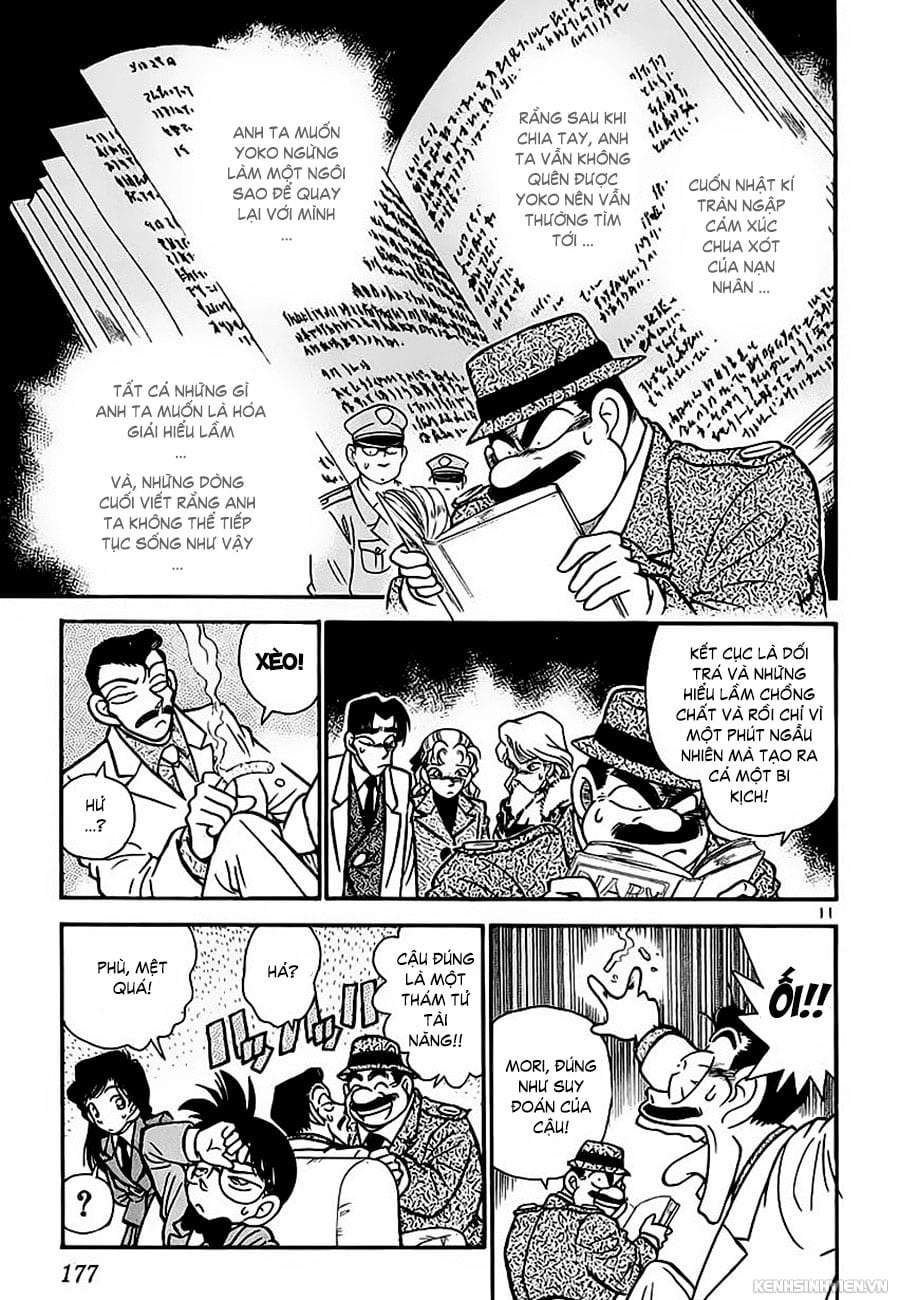 CUỐN NHẬT KÍ
TRÀN NGẬP
CẢM XÚC
CHUA XÓT
CỦA NẠN
NHÂN ...
RẰNG SAU KHI
CHIA TAY, ANH
TA VẪN KHÔNG
QUÊN ĐƯỢC
YOKO NÊN VẪN
THƯỜNG TÌM
TỚI ...
ANH TA MUỐN
YOKO NGỪNG
LÀM MỘT NGÔI
SAO ĐỂ QUAY
LẠI VỚI MÌNH
...
TẤT CẢ NHỮNG GÌ
ANH TA MUỐN LÀ HÓA
GIẢI HIỂU LẦM
...
VÀ, NHỮNG DÒNG
CUỐI VIẾT RẰNG ANH
TA KHÔNG THỂ TIẾP
TỤC SỐNG NHƯ VẬY
...
KẾT CỤC LÀ DỐI
TRÁ VÀ NHỮNG
HIỂU LẦM CHỒNG
CHẤT VÀ RỒI CHỈ VÌ
MỘT PHÚT NGẪU
NHIÊN MÀ TẠO RA
CẢ MỘT BI
KỊCH!
DIARY
XÈO!
HỬ
...?
11
ỐI!!
MORI, ĐÚNG
NHƯ SUY
ĐOÁN CỦA
CẬU!
CẬU ĐÚNG
LÀ MỘT
THÁM TỬ
TÀI
NĂNG!!
HẢ?
PHÙ, MỆT
QUÁ!
?
177
KENHSINHVIEN.VN